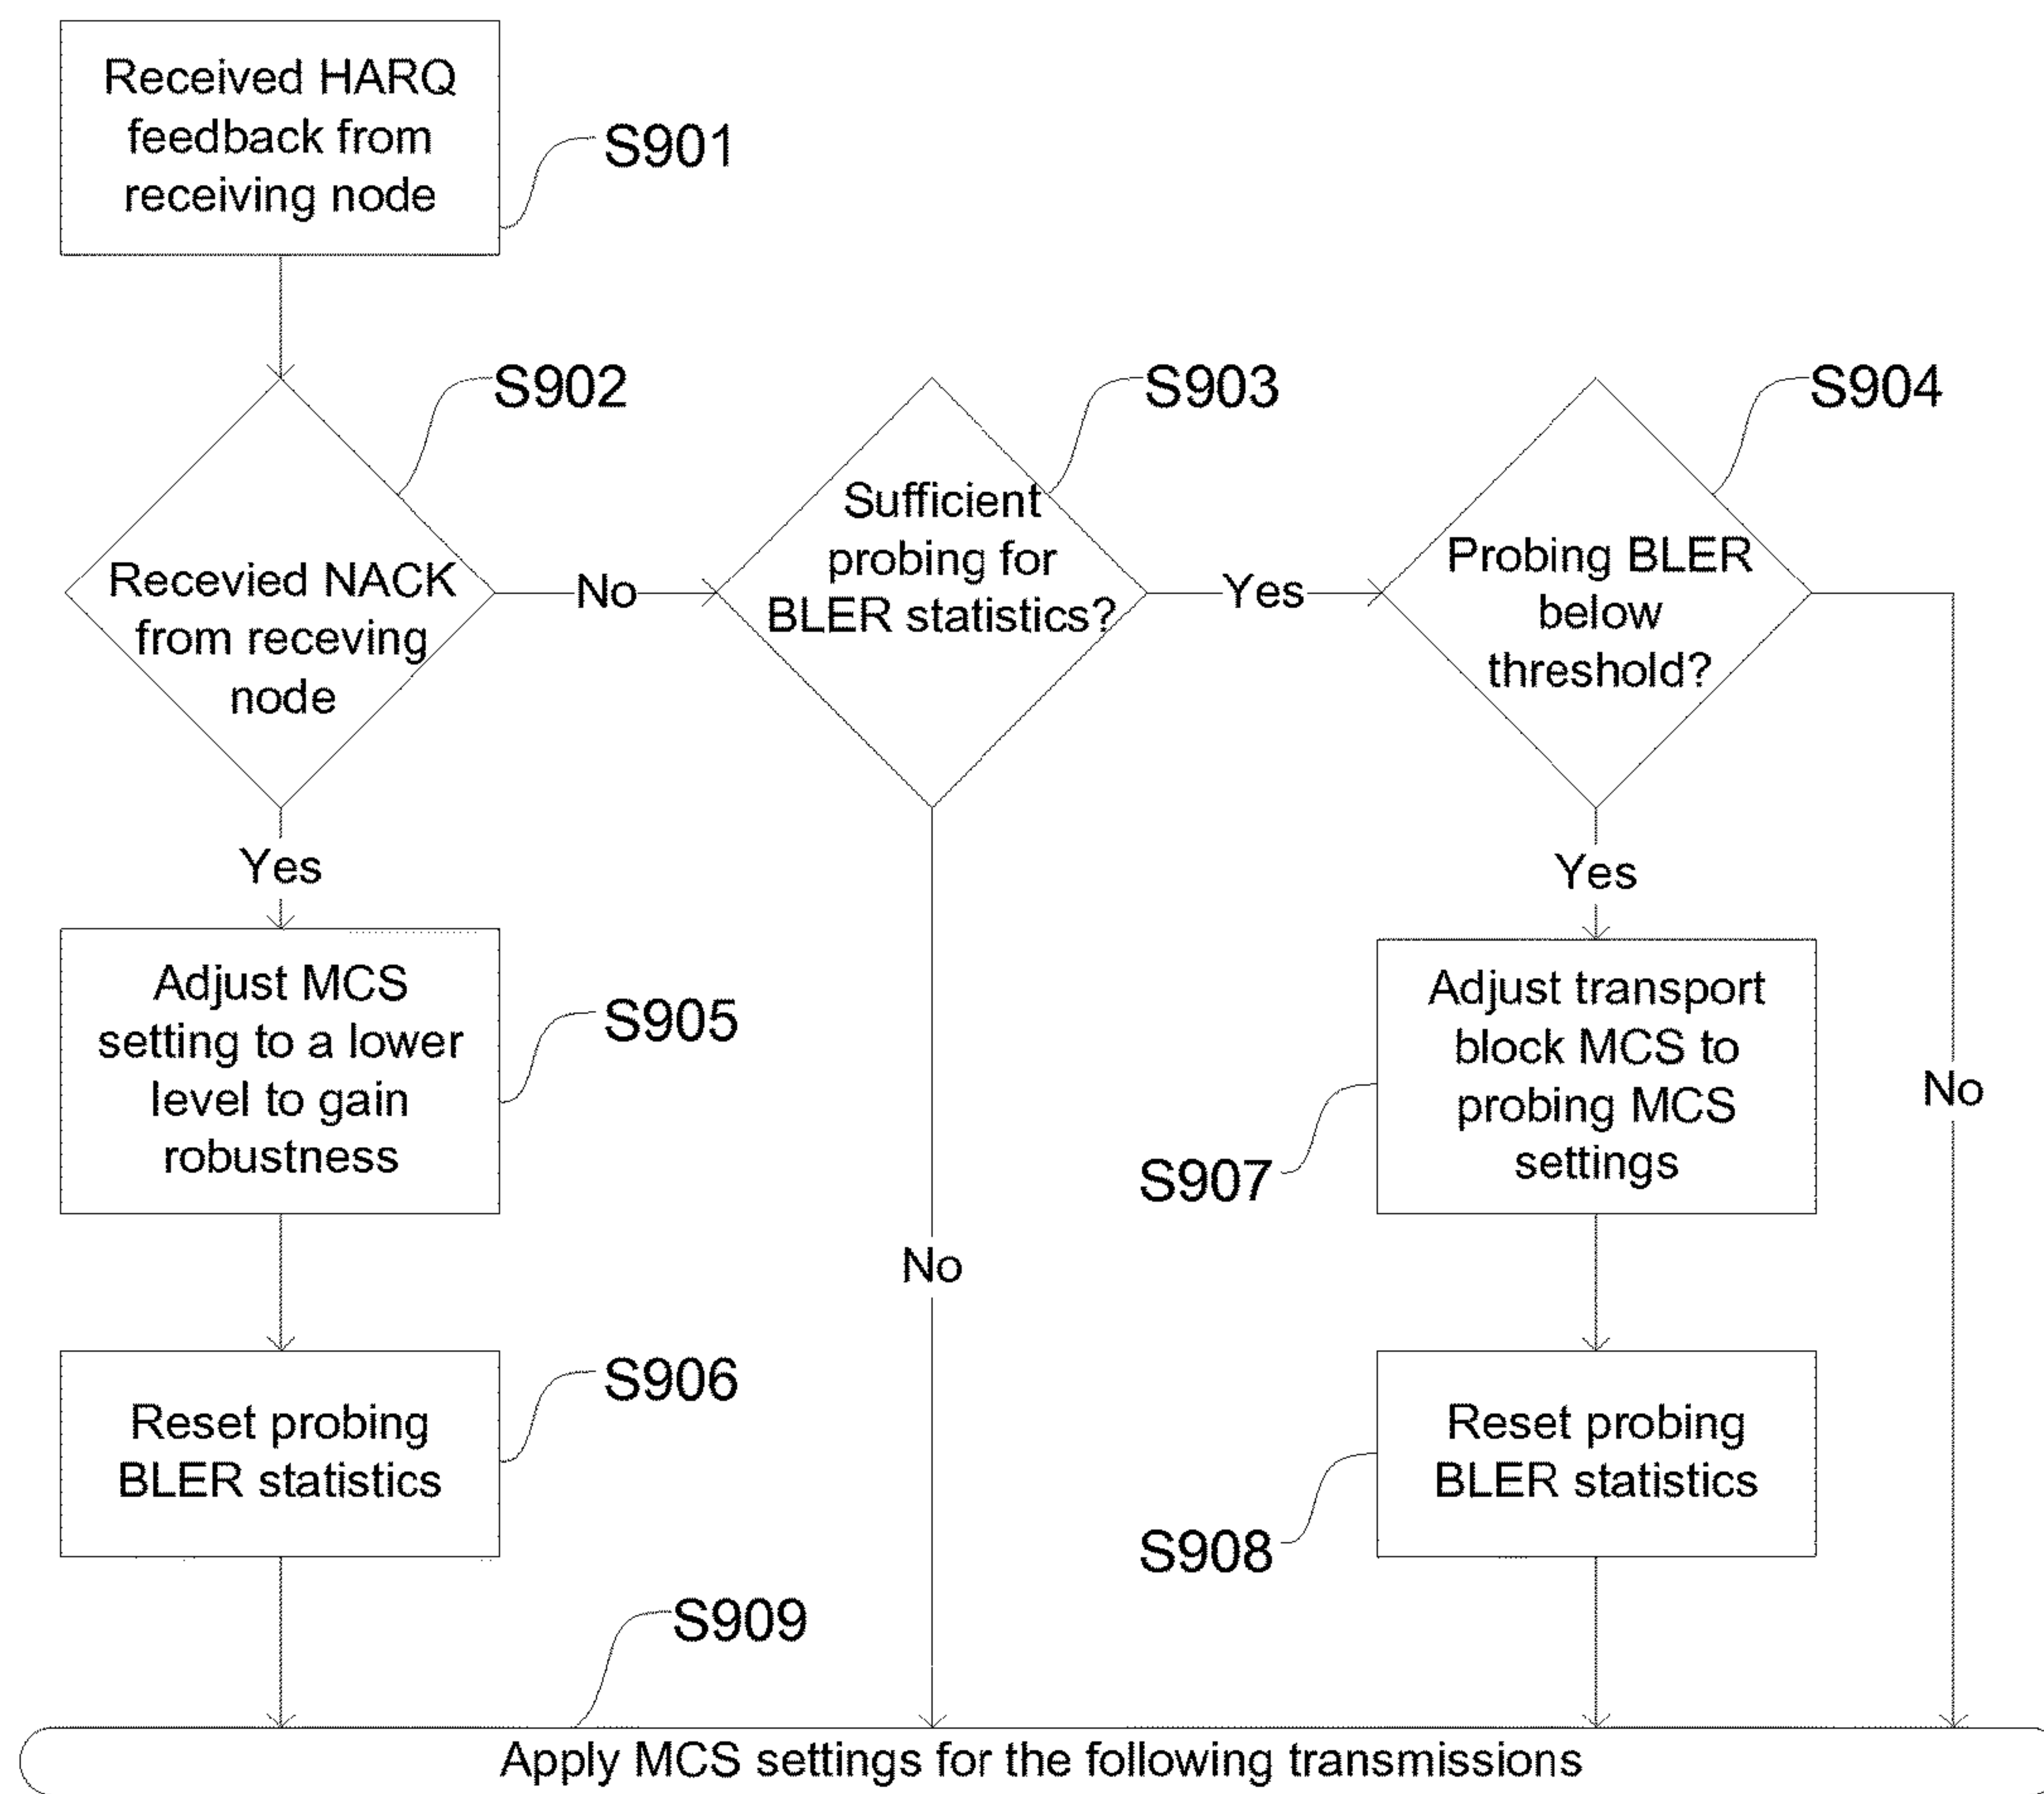 Received HARQ
feedback from
receiving node
S901
S902
S903
S904
Recevied NACK
from receving
node
No
Sufficient
probing for
BLER statistics?
Yes
Probing BLER
below
threshold?
Yes
Yes
No
Adjust MCS
setting to a lower
level to gain
robustness
S905
No
Adjust transport
block MCS to
probing MCS
settings
S907
Reset probing
BLER statistics
S906
Reset probing
BLER statistics
S908
S909
Apply MCS settings for the following transmissions